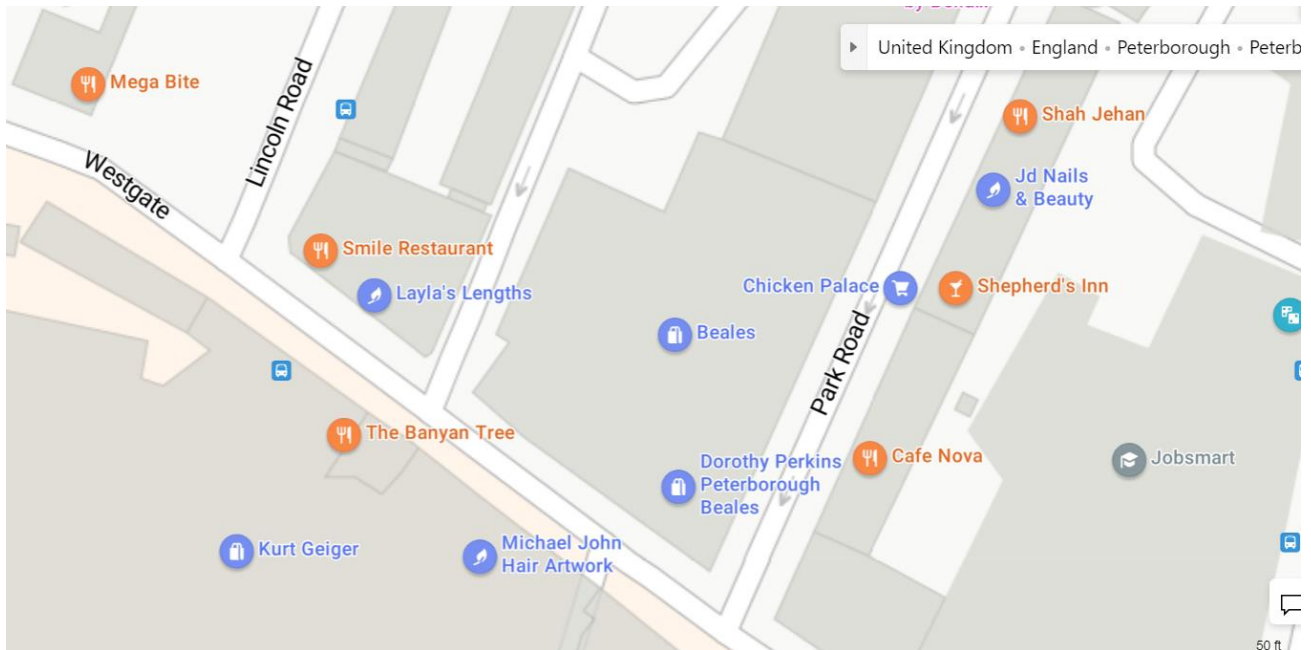 United Kingdom • England • Peterborough • Peterb
Mega Bite
Lincoln Road
Westgate
Shah Jehan
Jd Nails
& Beauty
Smile Restaurant
Layla's Lengths
Chicken Palace
Shepherd's Inn
Beales
Park Road
The Banyan Tree
Dorothy Perkins
Peterborough
Beales
Cafe Nova
Jobsmart
Kurt Geiger
Michael John
Hair Artwork
50 ft